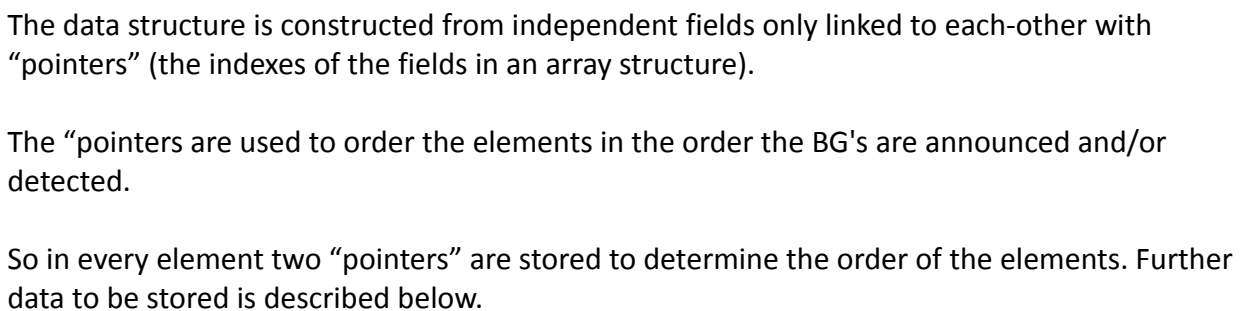 The data structure is constructed from independent fields only linked to each-other with
“pointers” (the indexes of the fields in an array structure).
The “pointers are used to order the elements in the order the BG's are announced and/or
detected.
So in every element two “pointers” are stored to determine the order of the elements. Further
data to be stored is described below.